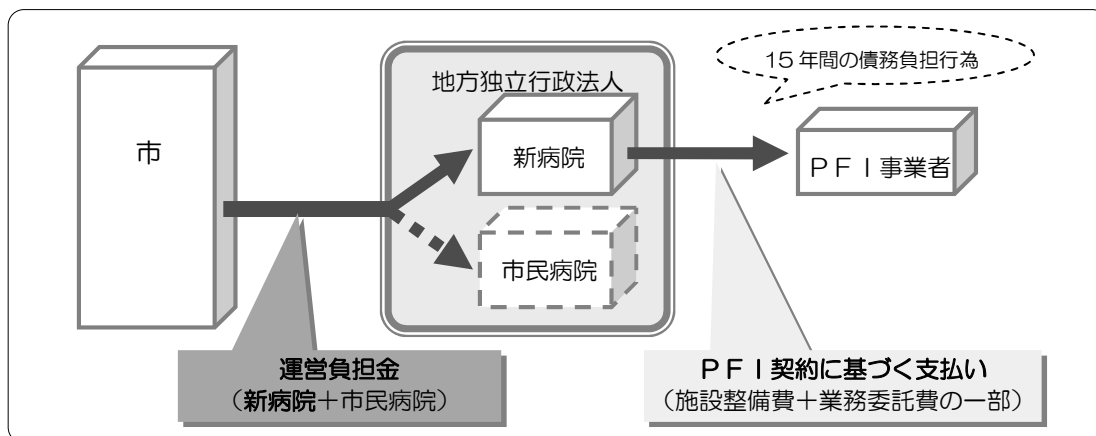 15年間の債務負担行為
地方独立行政法人
市
新病院
PFI事業者
市民病院
運営負担金
(新病院+市民病院)
PFI契約に基づく支払い
(施設整備費+業務委託費の一部)